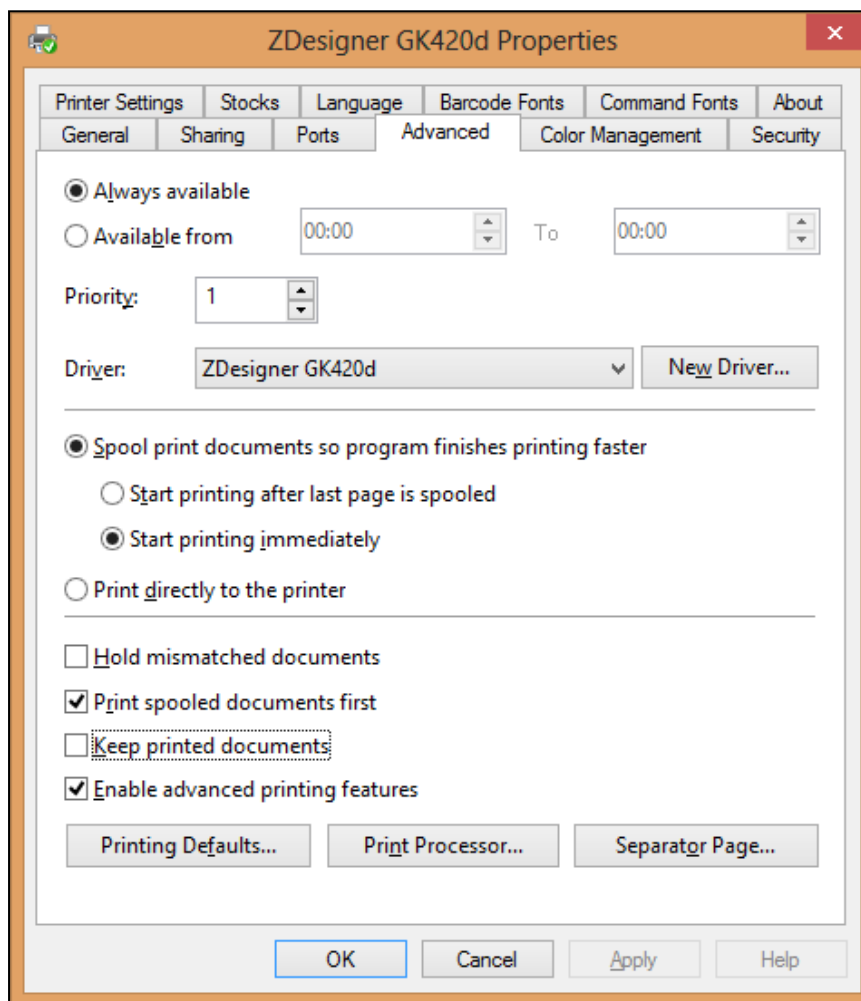 ZDesigner GK420d Properties
Printer Settings Stocks Language Barcode Fonts Command Fonts About
General Sharing Ports Advanced Color Management Security
Always available
Available from 00:00 To 00:00
Priority: 1
Driver: ZDesigner GK420d New Driver...
Spool print documents so program finishes printing faster
Start printing after last page is spooled
Start printing immediately
Print directly to the printer
Hold mismatched documents
Print spooled documents first
Keep printed documents
Enable advanced printing features
Printing Defaults... Print Processor... Separator Page...
OK Cancel Apply Help